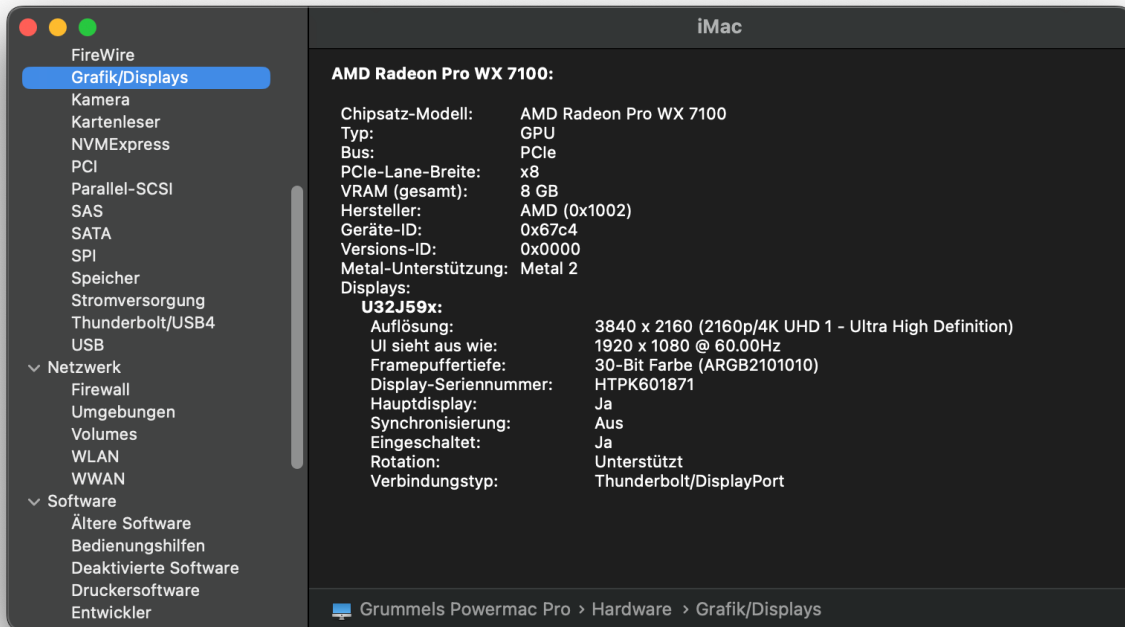 iMac
FireWire
Grafik/Displays
Kamera
Kartenleser
NVMExpress
PCI
Parallel-SCSI
SAS
SATA
SPI
Speicher
Stromversorgung
Thunderbolt/USB4
USB
Netzwerk
Firewall
Umgebungen
Volumes
WLAN
WWAN
Software
Ältere Software
Bedienungshilfen
Deaktivierte Software
Druckersoftware
Entwickler
AMD Radeon Pro WX 7100:
Chipsatz-Modell: AMD Radeon Pro WX 7100
Typ: GPU
Bus: PCIe
PCIe-Lane-Breite: x8
VRAM (gesamt): 8 GB
Hersteller: AMD (0x1002)
Geräte-ID: 0x67c4
Versions-ID: 0x0000
Metal-Unterstützung: Metal 2
Displays:
U32J59x:
Auflösung: 3840 x 2160 (2160p/4K UHD 1 - Ultra High Definition)
UI sieht aus wie: 1920 x 1080 @ 60.00Hz
Framepuffertiefe: 30-Bit Farbe (ARGB2101010)
Display-Seriennummer: HTPK601871
Hauptdisplay: Ja
Synchronisierung: Aus
Eingeschaltet: Ja
Rotation: Unterstützt
Verbindungstyp: Thunderbolt/DisplayPort
Grummels Powermac Pro › Hardware › Grafik/Displays